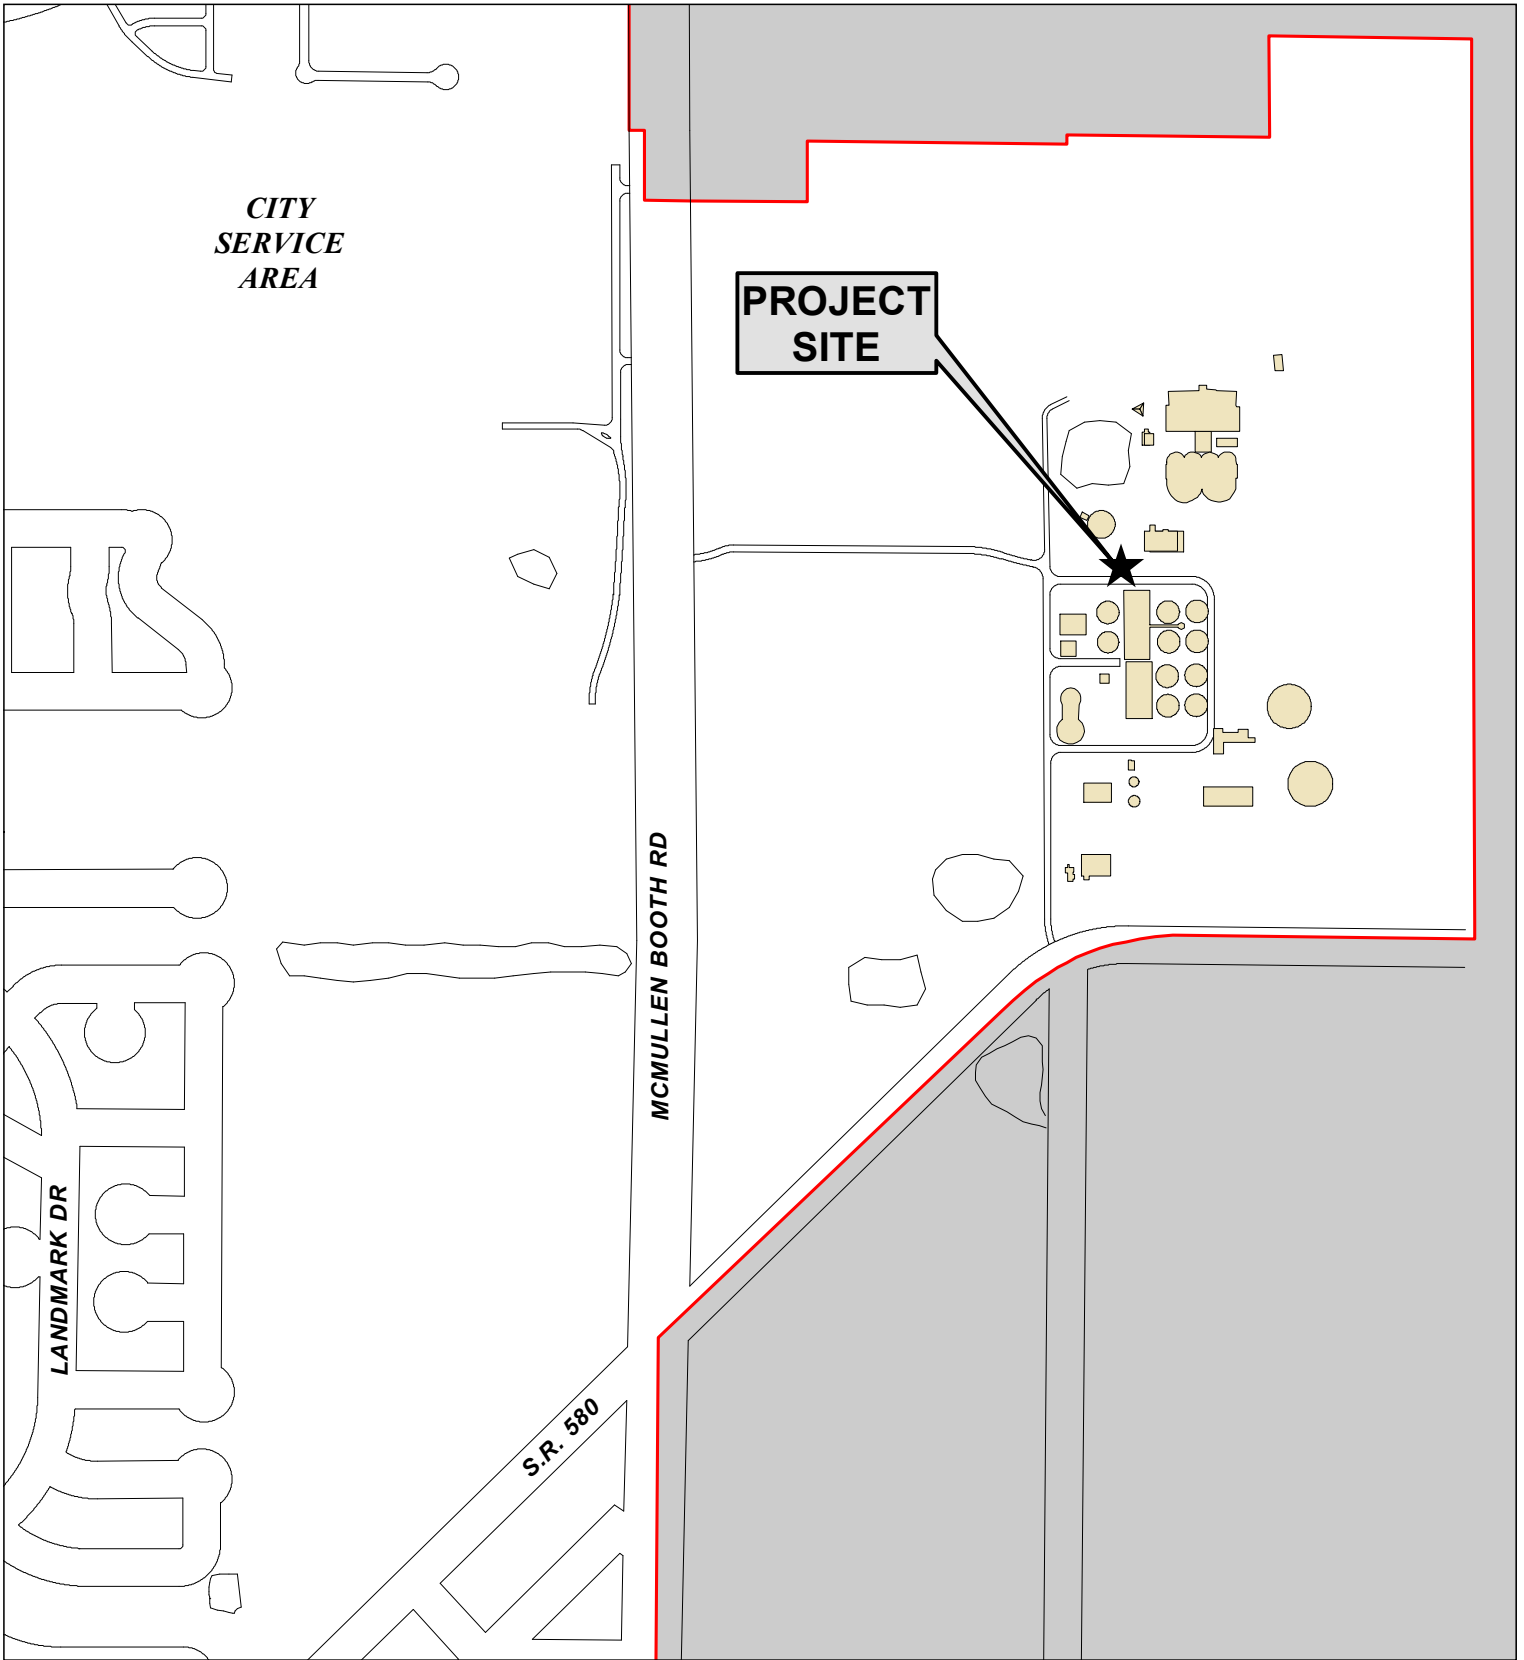 CITY
SERVICE
AREA
PROJECT
SITE
MCMULLEN BOOTH RD
LANDMARK DR
S.R. 580